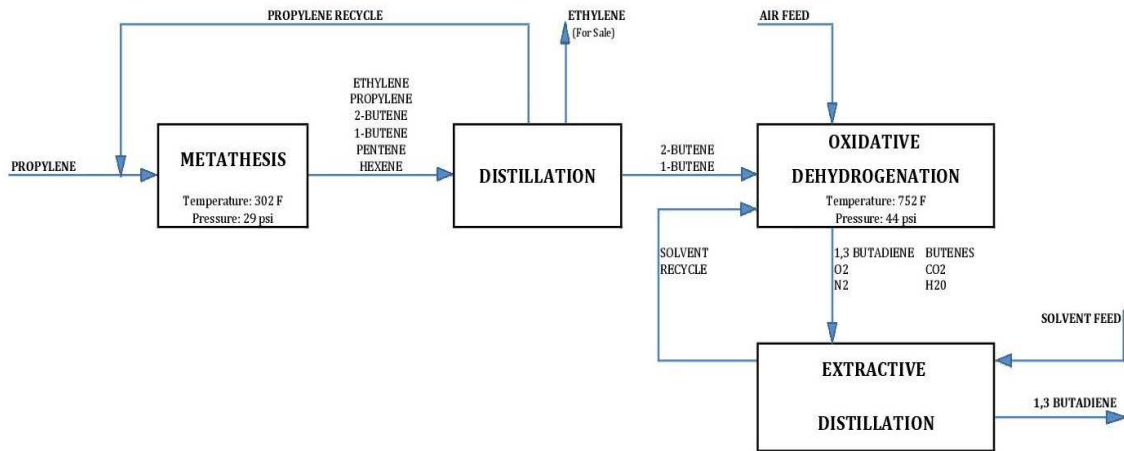 PROPYLENE RECYCLE
ETHYLENE
(For Sale)
AIR FEED
ETHYLENE
PROPYLENE
2-BUTENE
1-BUTENE
PENTENE
HEXENE
PROPYLENE
METATHESIS
Temperature: 302 F
Pressure: 29 psi
DISTILLATION
2-BUTENE
1-BUTENE
OXIDATIVE
DEHYDROGENATION
Temperature: 752 F
Pressure: 44 psi
SOLVENT
RECYCLE
1,3 BUTADIENE BUTENES
O2 CO2
N2 H20
SOLVENT FEED
EXTRACTIVE
DISTILLATION
1,3 BUTADIENE